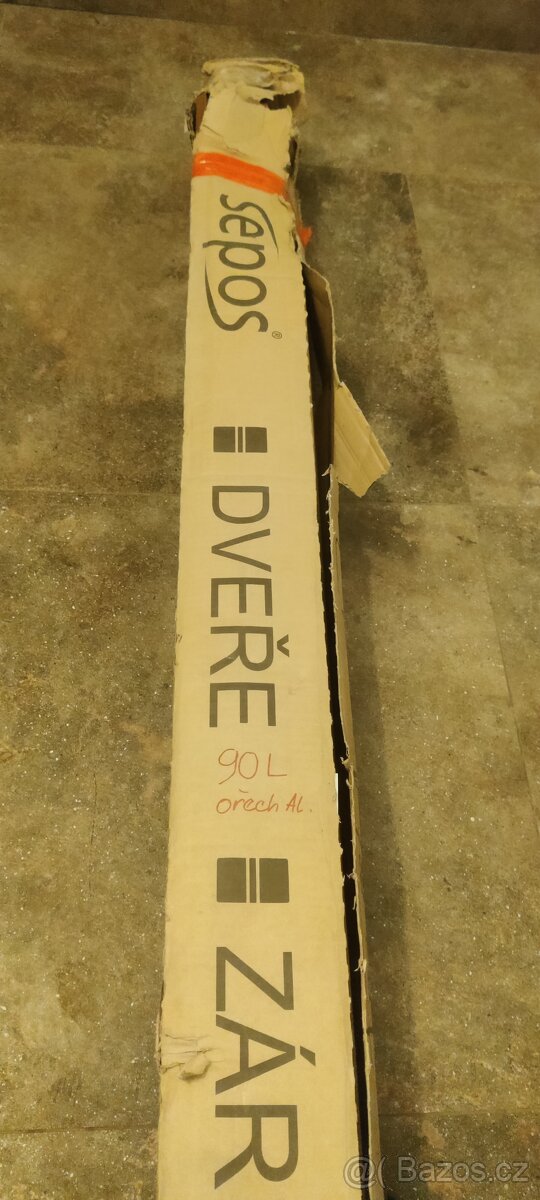 sepos®
DVEŘE
90 L
ořech Al.
ZÁR
@( Bazos.cz